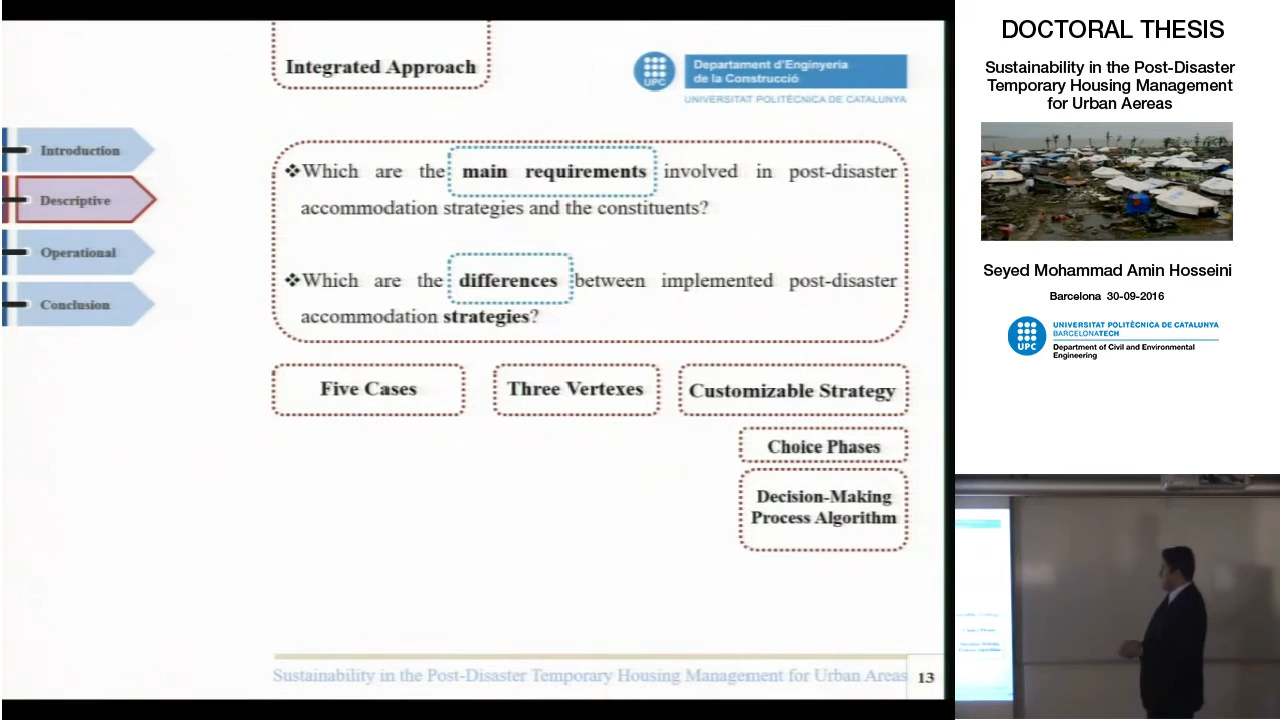 Integrated Approach
UPC
Departament d'Enginyeria
de la Construcció
UNIVERSITAT POLITÈCNICA DE CATALUNYA
Introduction
Descriptive
Operational
Conclusion
❖Which are the main requirements involved in post-disaster
accommodation strategies and the constituents?
❖Which are the differences between implemented post-disaster
accommodation strategies?
Five Cases
Three Vertexes
Customizable Strategy
Choice Phases
Decision-Making
Process Algorithm
Sustainability in the Post-Disaster Temporary Housing Management for Urban Areas
13
DOCTORAL THESIS
Sustainability in the Post-Disaster
Temporary Housing Management
for Urban Aereas
Seyed Mohammad Amin Hosseini
Barcelona 30-09-2016
UPC
UNIVERSITAT POLITÈCNICA DE CATALUNYA
BARCELONATECH
Department of Civil and Environmental
Engineering